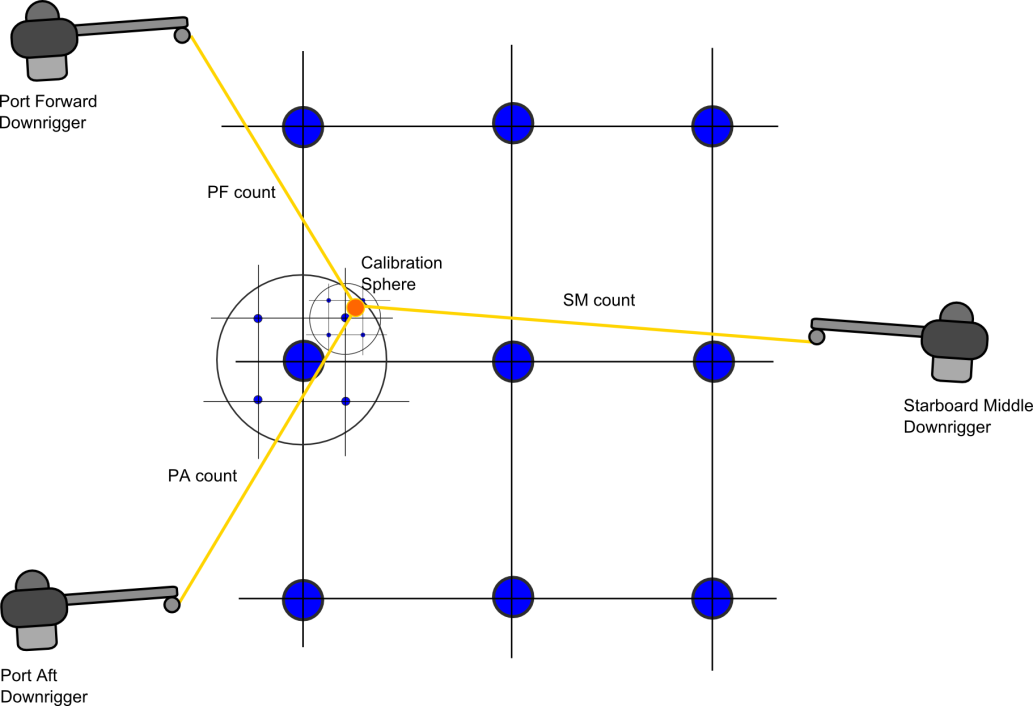 Port Forward
Downrigger
PF count
Calibration
Sphere
SM count
Starboard Middle
Downrigger
PA count
Port Aft
Downrigger